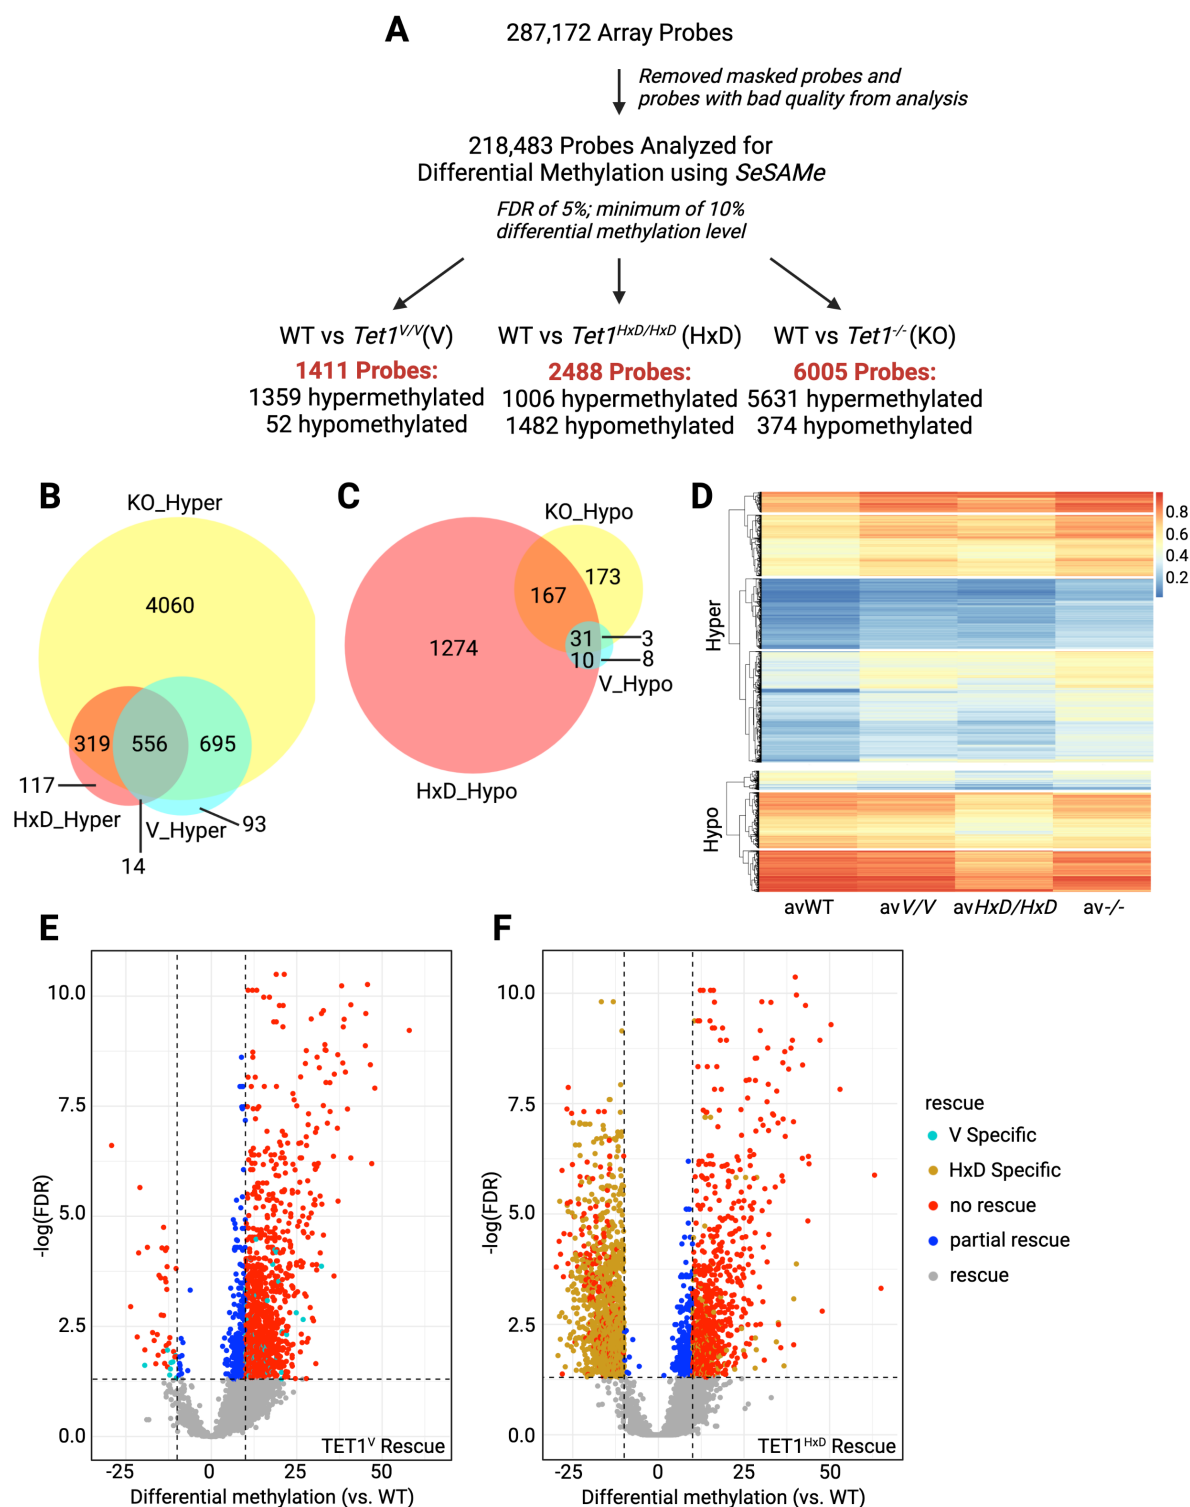 A
287,172 Array Probes
Removed masked probes and
probes with bad quality from analysis
218,483 Probes Analyzed for
Differential Methylation using SeSAMe
FDR of 5%; minimum of 10%
differential methylation level
WT vs Tet1V/V(V)
1411 Probes:
1359 hypermethylated
52 hypomethylated
WT vs Tet1HxD/HxD (HxD)
2488 Probes:
1006 hypermethylated
1482 hypomethylated
WT vs Tet1-/- (KO)
6005 Probes:
5631 hypermethylated
374 hypomethylated
B
KO_Hyper
4060
319
556
695
117
HxD_Hyper
V_Hyper
93
14
C
KO_Hypo
173
167
1274
31
3
10
8
V_Hypo
HxD_Hypo
D
0.8
0.6
0.4
0.2
Hyper
Hypo
avWT
avV/V
avHxD/HxD
av-/-
E
10.0
7.5
5.0
2.5
0.0
-log(FDR)
TET1V Rescue
-25
0
25
50
Differential methylation (vs. WT)
F
10.0
7.5
5.0
2.5
0.0
-log(FDR)
TET1HxD Rescue
-25
0
25
50
Differential methylation (vs. WT)
rescue
V Specific
HxD Specific
no rescue
partial rescue
rescue